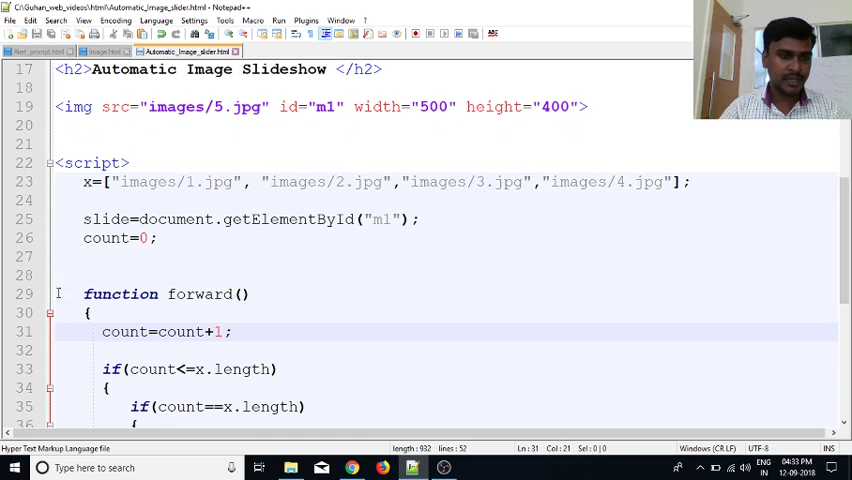 C:\Guhan_web_videos\html\Automatic_Image_slider.html - Notepad++
File Edit Search View Encoding Language Settings Tools Macro Run Plugins Window ?
Alert_prompt.html Image.html Automatic_Image_slider.html
17 <h2>Automatic Image Slideshow </h2>
18
19 <img src="images/5.jpg" id="m1" width="500" height="400">
20
21
22 <script>
23 x=["images/1.jpg", "images/2.jpg","images/3.jpg","images/4.jpg"];
24
25 slide=document.getElementById("m1");
26 count=0;
27
28
29 function forward()
30 {
31 count=count+1;
32
33 if(count<=x.length)
34 {
35 if(count==x.length)
36 {
Hyper Text Markup Language file length : 932 lines : 52 Ln : 31 Col : 21 Sel : 0 | 0 Windows (CR LF) UTF-8 INS
Type here to search
ENG 04:33 PM
IN 12-09-2018